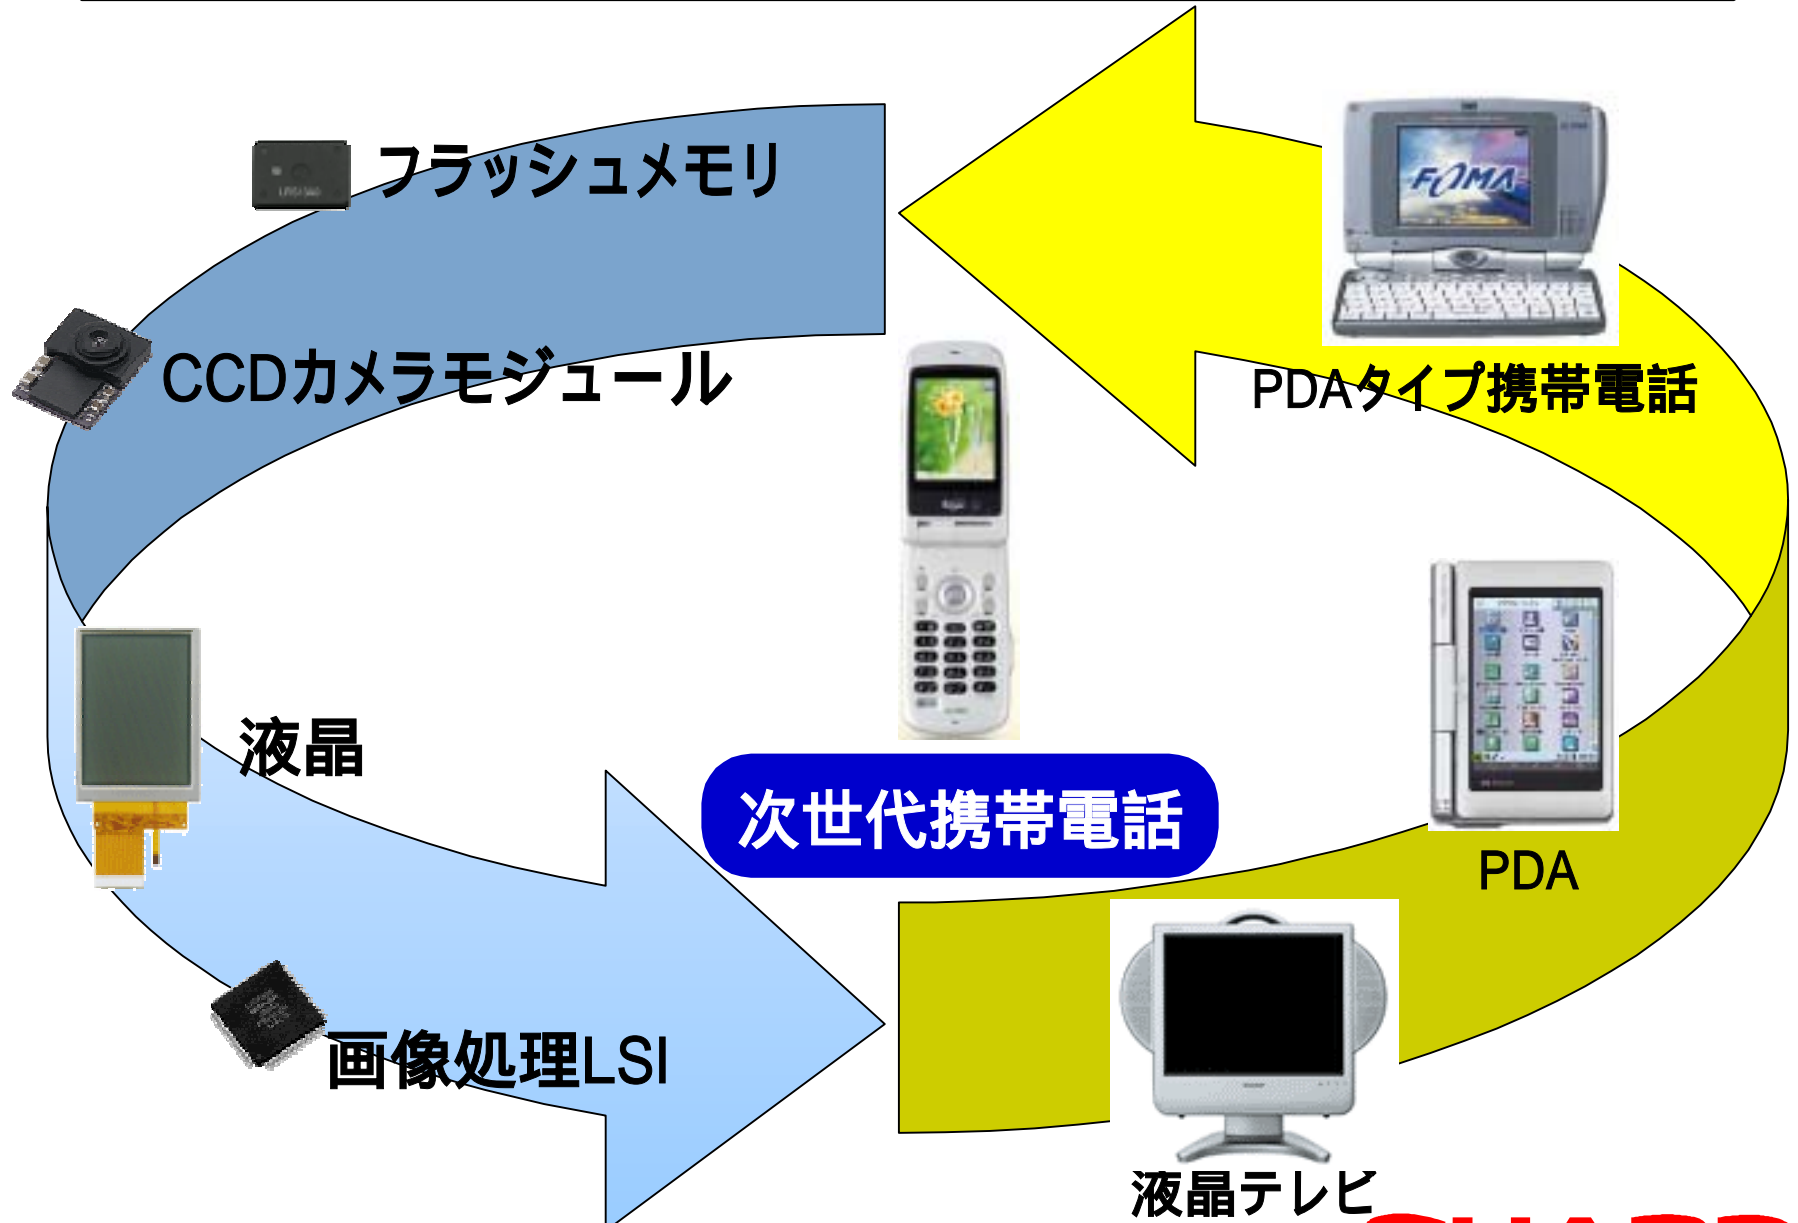 フラッシュメモリ
FOMA
CCDカメラモジュール
PDAタイプ携帯電話
液晶
次世代携帯電話
PDA
画像処理LSI
液晶テレビ